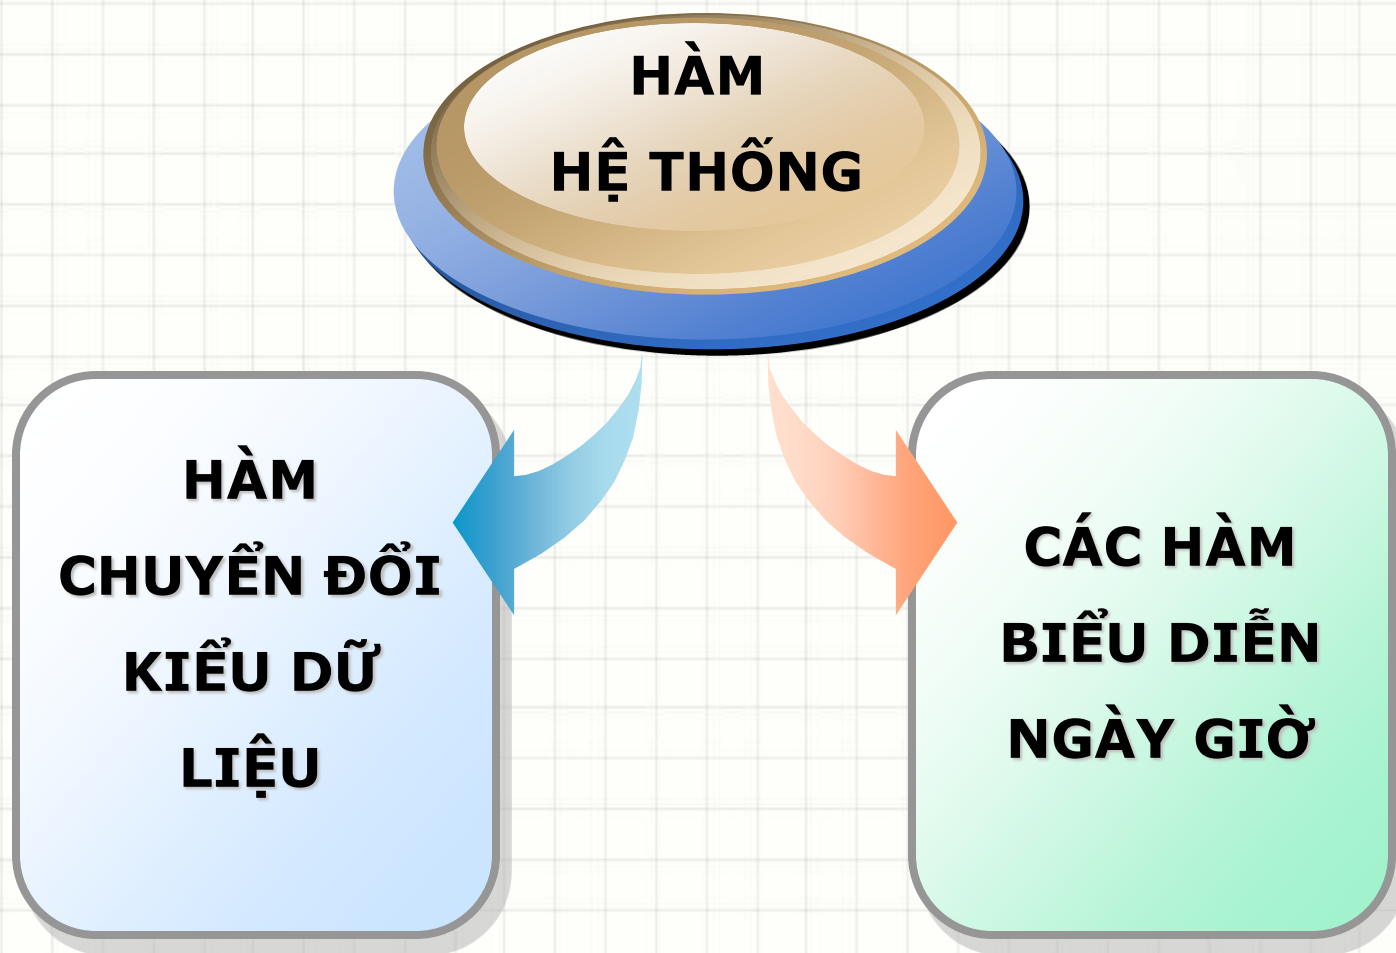 HÀM
HỆ THỐNG
HÀM
CHUYỂN ĐỔI
KIỂU DỮ
LIỆU
CÁC HÀM
BIỂU DIỄN
NGÀY GIỜ